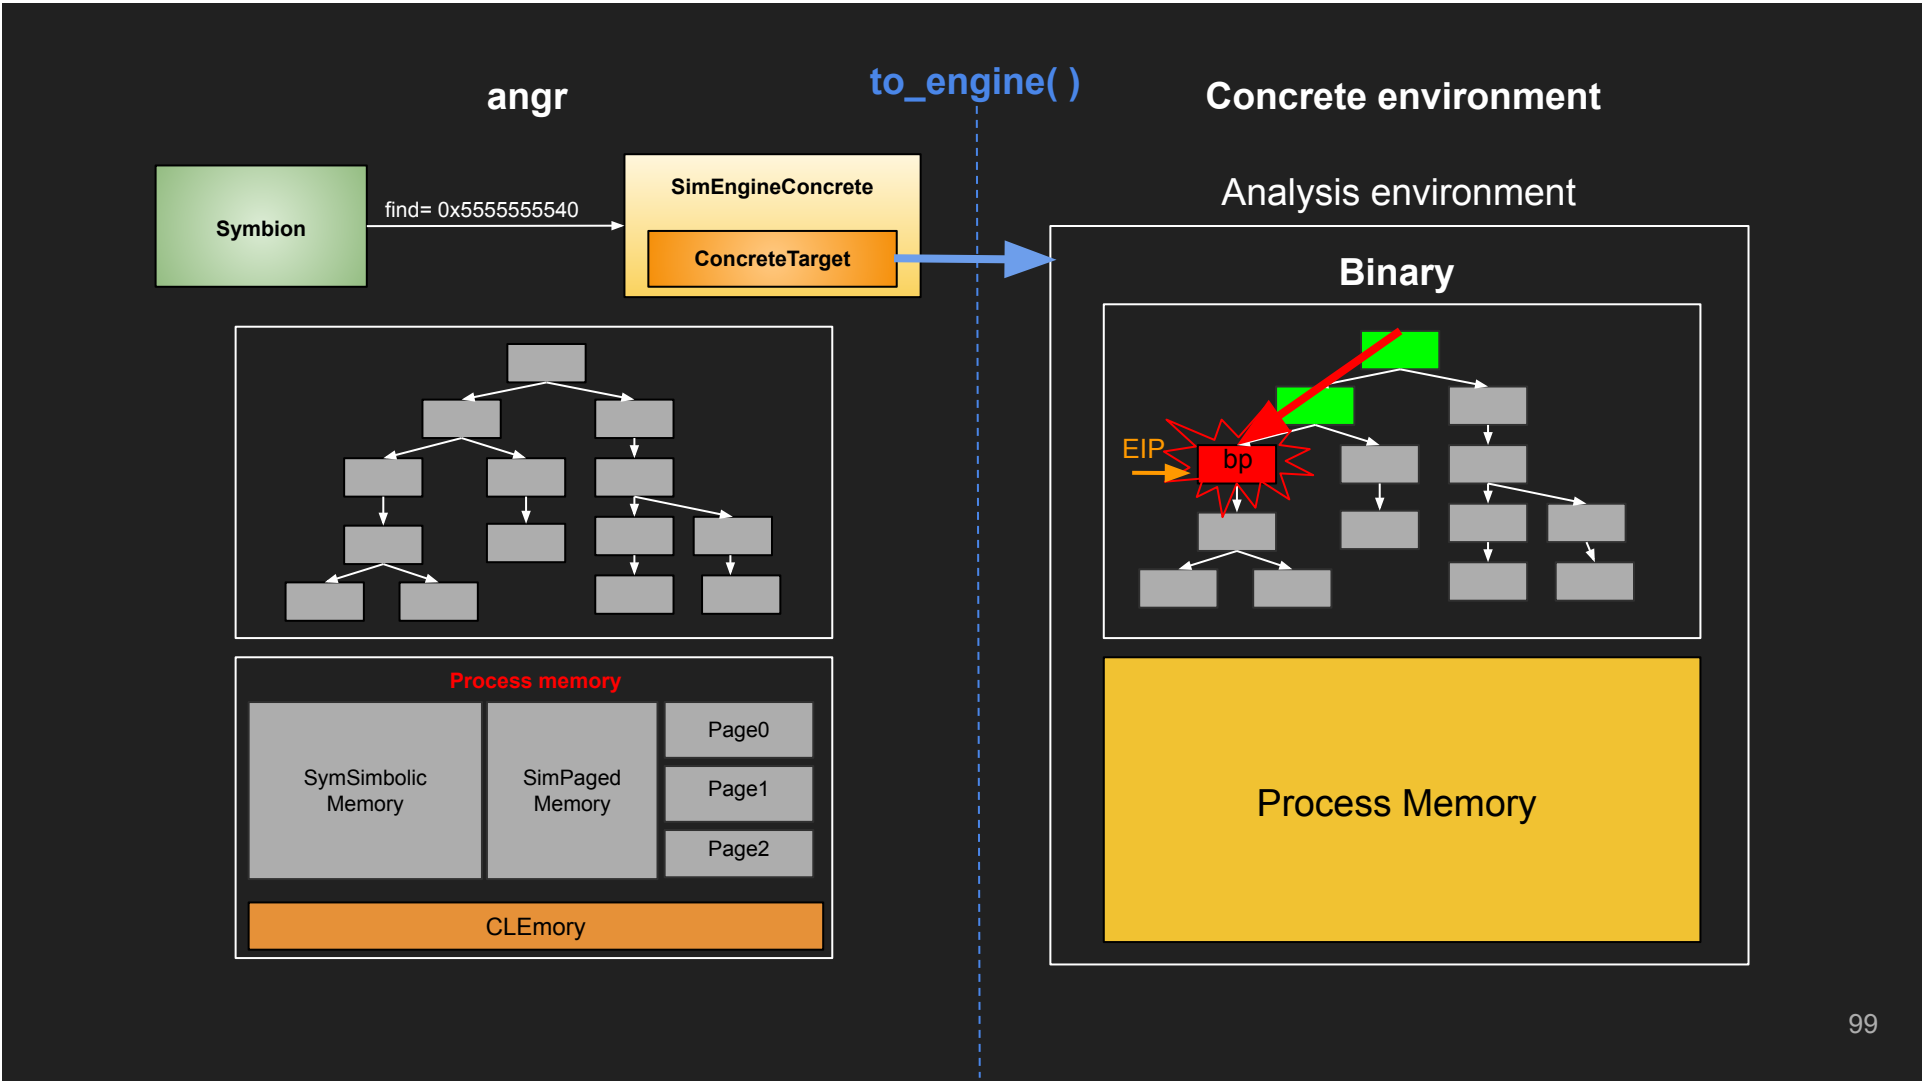 angr
to_engine( )
Concrete environment
Symbion
find= 0x5555555540
SimEngineConcrete
ConcreteTarget
Analysis environment
Binary
EIP
bp
Process memory
SymSimbolic
Memory
SimPaged
Memory
Page0
Page1
Page2
CLEmory
Process Memory
99